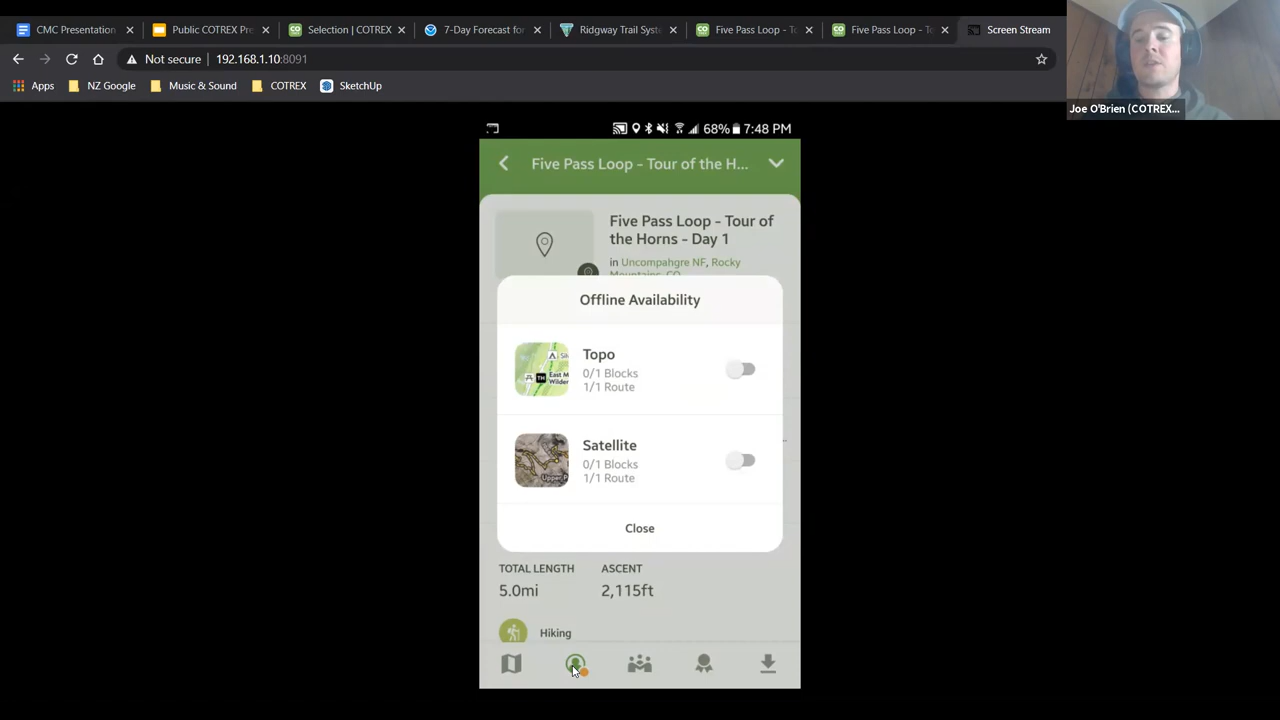 CMC Presentation
Public COTREX Pre
Selection | COTREX
7-Day Forecast for
Ridgway Trail Syste
Five Pass Loop - To
Five Pass Loop - To
Screen Stream
Not secure
192.168.1.10:8091
Apps
NZ Google
Music & Sound
COTREX
SketchUp
Joe O'Brien (COTREX...
68% 7:48 PM
Five Pass Loop - Tour of the H...
Five Pass Loop - Tour of
the Horns - Day 1
in Uncompahgre NF, Rocky
Mountains, CO
Offline Availability
Topo
0/1 Blocks
1/1 Route
Satellite
0/1 Blocks
1/1 Route
Close
TOTAL LENGTH
ASCENT
5.0mi
2,115ft
Hiking